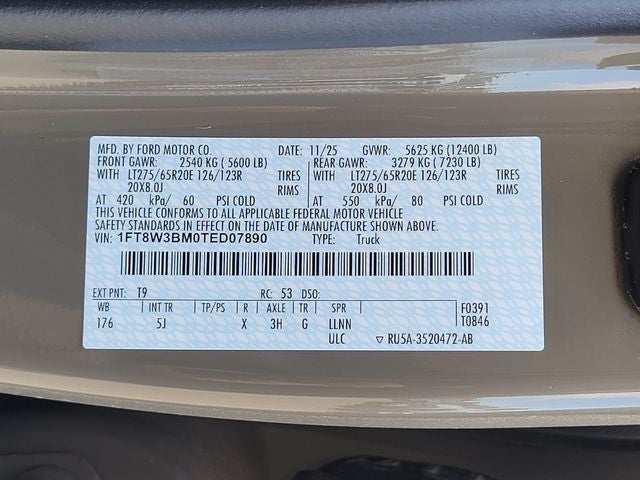 MFD. BY FORD MOTOR CO. DATE: 11/25 GVWR: 5625 KG (12400 LB)
FRONT GAWR: 2540 KG (5600 LB) REAR GAWR: 3279 KG (7230 LB)
WITH LT275/65R20E 126/123R TIRES WITH LT275/65R20E 126/123R TIRES
20X8.0J RIMS 20X8.0J RIMS
AT 420 kPa/ 60 PSI COLD AT 550 kPa/ 80 PSI COLD
THIS VEHICLE CONFORMS TO ALL APPLICABLE FEDERAL MOTOR VEHICLE
SAFETY STANDARDS IN EFFECT ON THE DATE OF MANUFACTURE SHOWN ABOVE.
VIN: 1FT8W3BM0TED07890 TYPE: Truck
EXT PNT: T9 RC: 53 DSO:
WB INT TR TP/PS R AXLE TR SPR F0391
176 5J X 3H G LLNN T0846
ULC ▽ RU5A-3520472-AB